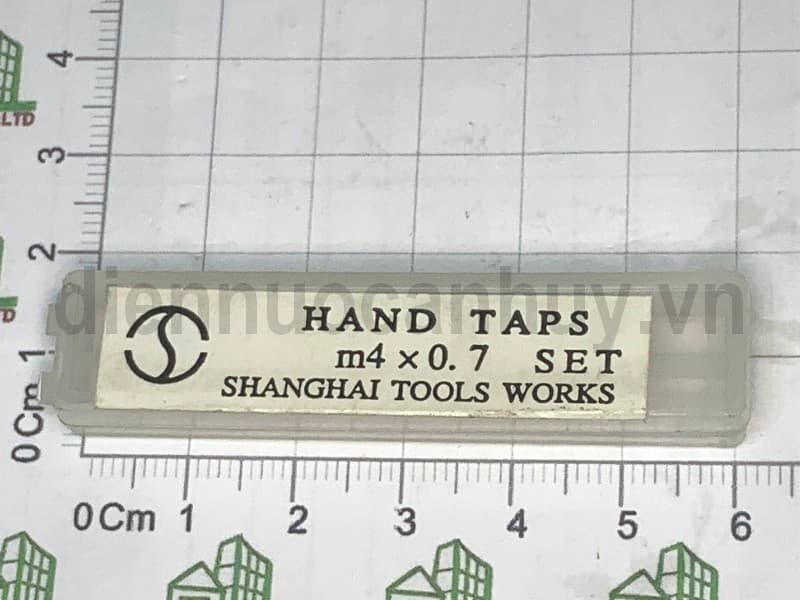 4
3
2
1
0 Cm
LTD
diennuocanhuy.vn
HAND TAPS
m4 × 0.7 SET
SHANGHAI TOOLS WORKS
0 Cm 1 2 3 4 5 6